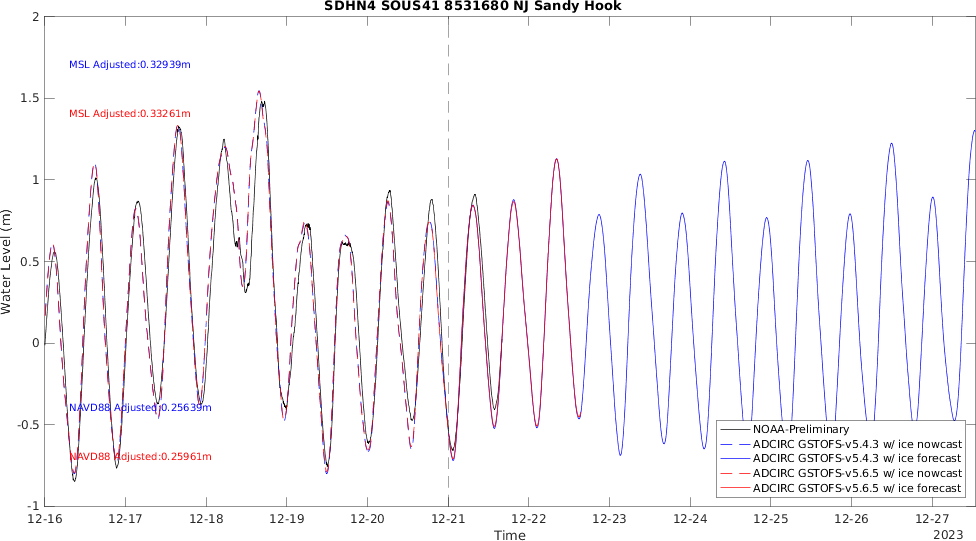 SDHN4 SOUS41 8531680 NJ Sandy Hook
2
1.5
1
0.5
0
-0.5
-1
Water Level (m)
MSL Adjusted:0.32939m
MSL Adjusted:0.33261m
NAVD88 Adjusted:0.25639m
NAVD88 Adjusted:0.25961m
NOAA-Preliminary
ADCIRC GSTOFS-v5.4.3 w/ ice nowcast
ADCIRC GSTOFS-v5.4.3 w/ ice forecast
ADCIRC GSTOFS-v5.6.5 w/ ice nowcast
ADCIRC GSTOFS-v5.6.5 w/ ice forecast
12-16 12-17 12-18 12-19 12-20 12-21 12-22 12-23 12-24 12-25 12-26 12-27
Time
2023